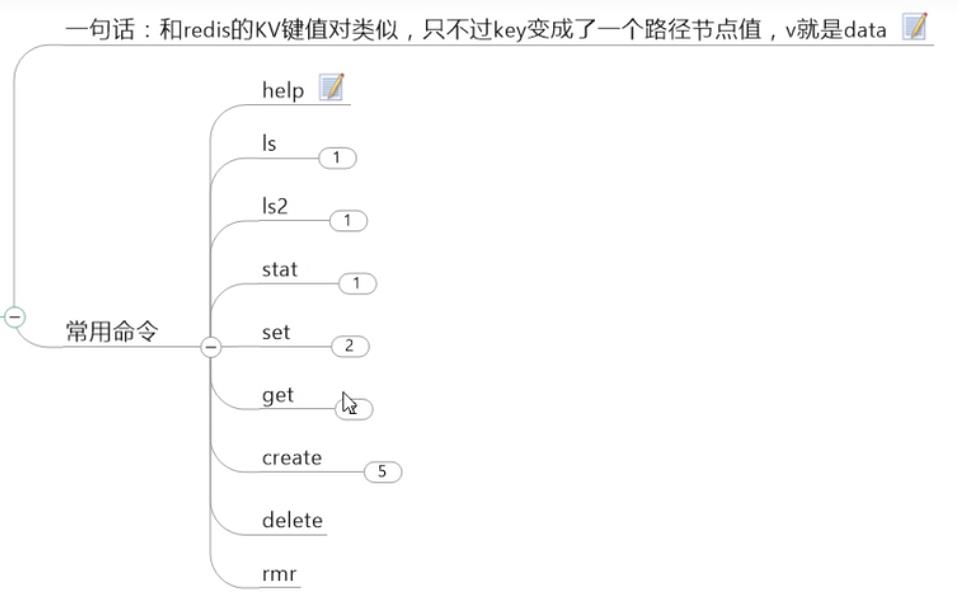 一句话：和redis的KV键值对类似，只不过key变成了一个路径节点值，v就是data
help
ls 1
ls2 1
stat 1
常用命令
set 2
get
create 5
delete
rmr